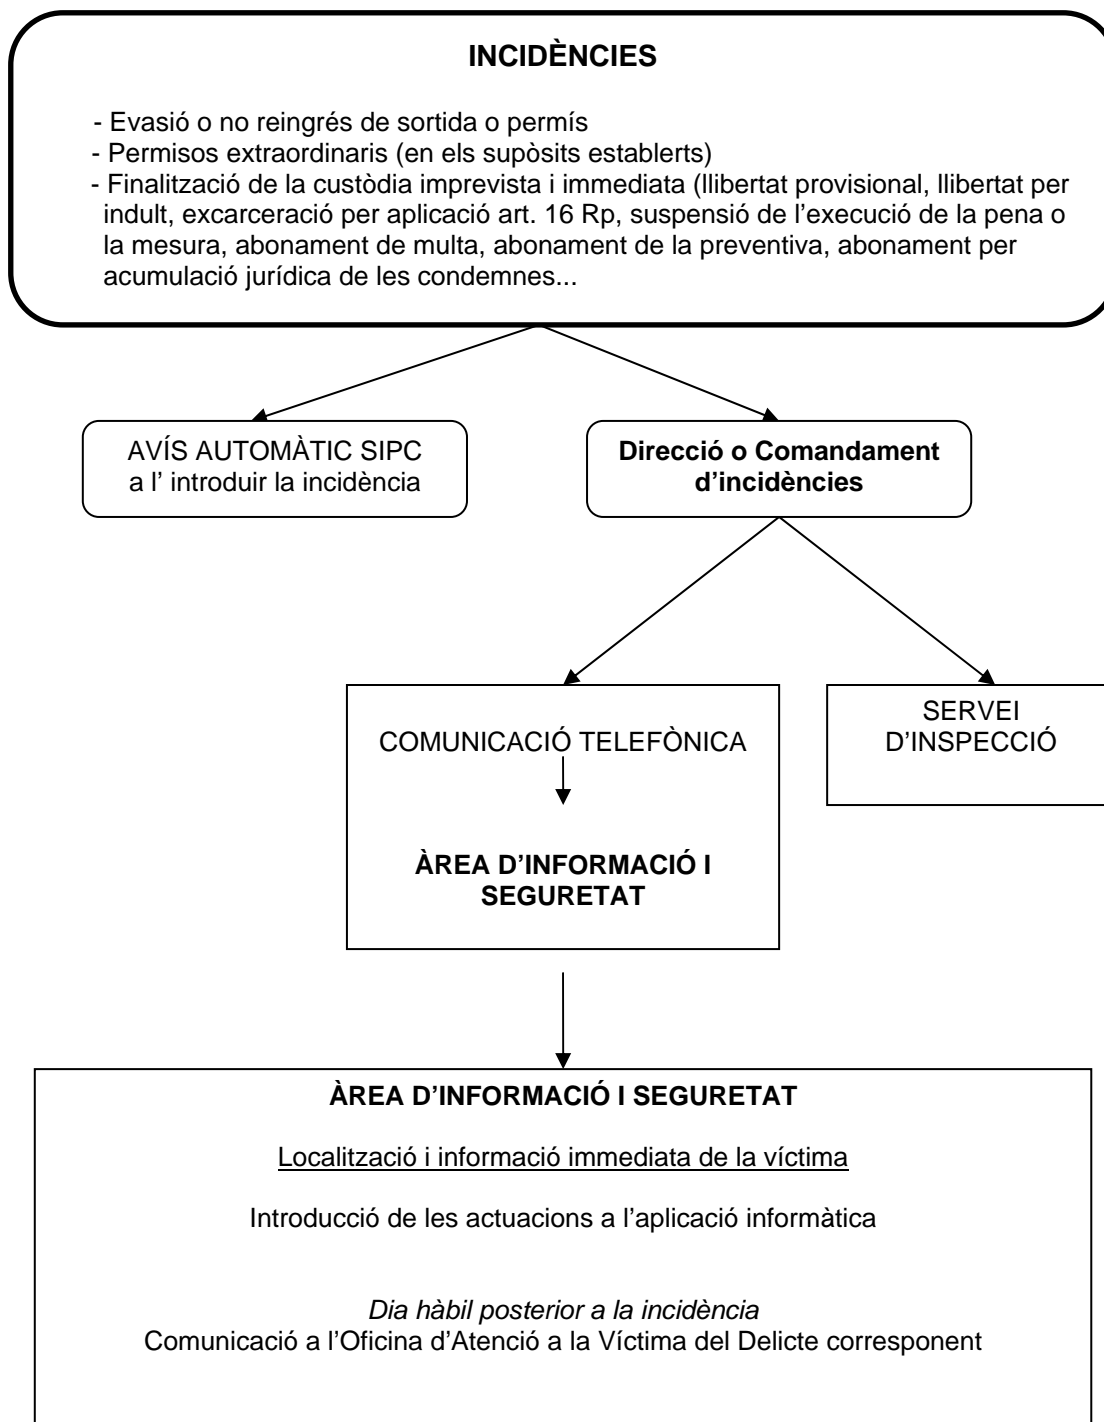 INCIDÈNCIES
- Evasió o no reingrés de sortida o permís
- Permisos extraordinaris (en els supòsits establerts)
- Finalització de la custòdia imprevista i immediata (llibertat provisional, llibertat per
indult, excarceració per aplicació art. 16 Rp, suspensió de l’execució de la pena o
la mesura, abonament de multa, abonament de la preventiva, abonament per
acumulació jurídica de les condemnes...
AVÍS AUTOMÀTIC SIPC
a l’ introduir la incidència
Direcció o Comandament
d’incidències
COMUNICACIÓ TELEFÒNICA
ÀREA D’INFORMACIÓ I
SEGURETAT
SERVEI
D’INSPECCIÓ
ÀREA D’INFORMACIÓ I SEGURETAT
Localització i informació immediata de la víctima
Introducció de les actuacions a l’aplicació informàtica
Dia hàbil posterior a la incidència
Comunicació a l’Oficina d’Atenció a la Víctima del Delicte corresponent